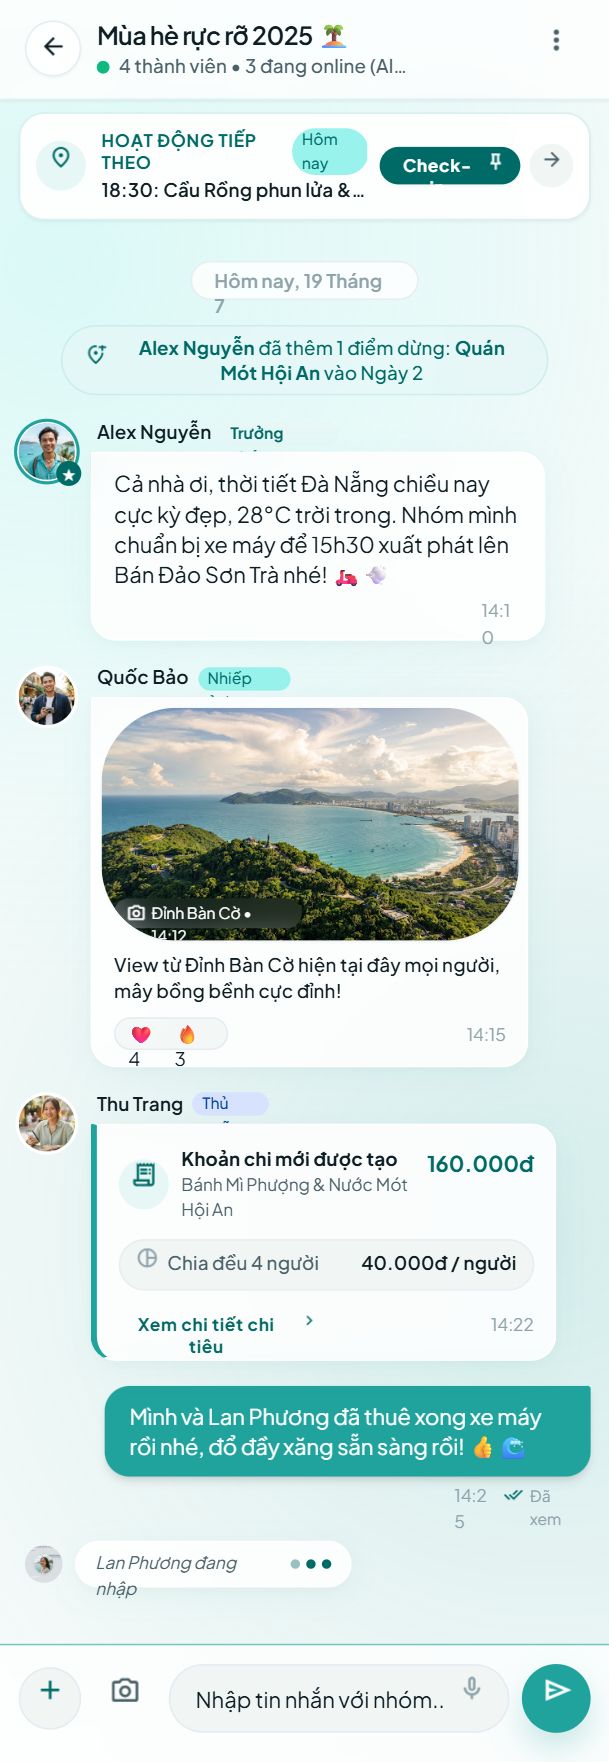 Mùa hè rực rỡ 2025 🏝️
4 thành viên • 3 đang online (Al...
HOẠT ĐỘNG TIẾP
THEO
Hôm
nay
18:30: Cầu Rồng phun lửa &...
Check-
Hôm nay, 19 Tháng
7
Alex Nguyễn đã thêm 1 điểm dừng: Quán
Mót Hội An vào Ngày 2
Alex Nguyễn Trưởng
Cả nhà ơi, thời tiết Đà Nẵng chiều nay
cực kỳ đẹp, 28°C trời trong. Nhóm mình
chuẩn bị xe máy để 15h30 xuất phát lên
Bán Đảo Sơn Trà nhé! 🛵 💨
14:1
0
Quốc Bảo Nhiếp
Đỉnh Bàn Cờ •
14:12
View từ Đỉnh Bàn Cờ hiện tại đây mọi người,
mây bồng bềnh cực đỉnh!
❤️ 🔥
4 3
14:15
Thu Trang Thủ
Khoản chi mới được tạo
160.000đ
Bánh Mì Phượng & Nước Mót
Hội An
Chia đều 4 người 40.000đ / người
Xem chi tiết chi
tiêu
14:22
Mình và Lan Phương đã thuê xong xe máy
rồi nhé, đổ đầy xăng sẵn sàng rồi! 👍 🌊
14:2
5
Đã
xem
Lan Phương đang
nhập
Nhập tin nhắn với nhóm..